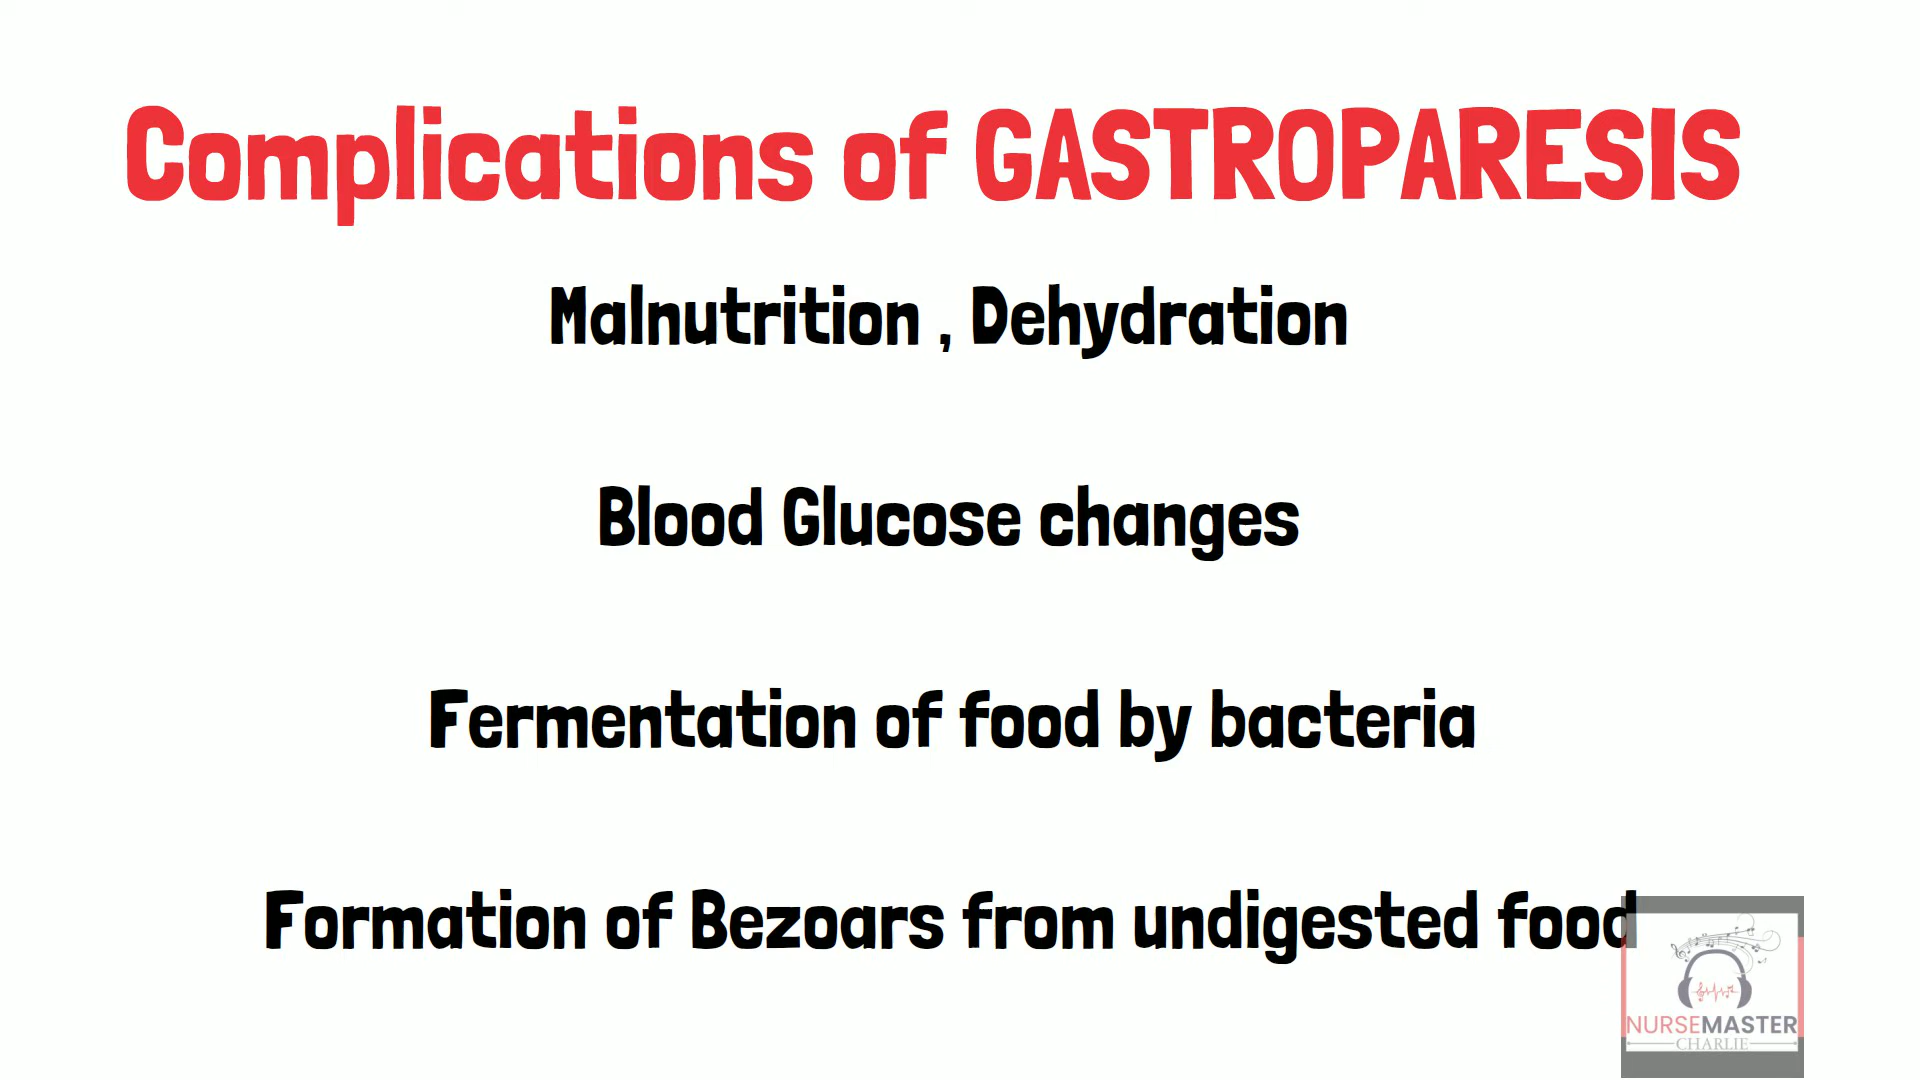 Complications of GASTROPARESIS
Malnutrition , Dehydration
Blood Glucose changes
Fermentation of food by bacteria
Formation of Bezoars from undigested food
NURSEMASTER
CHARLIE